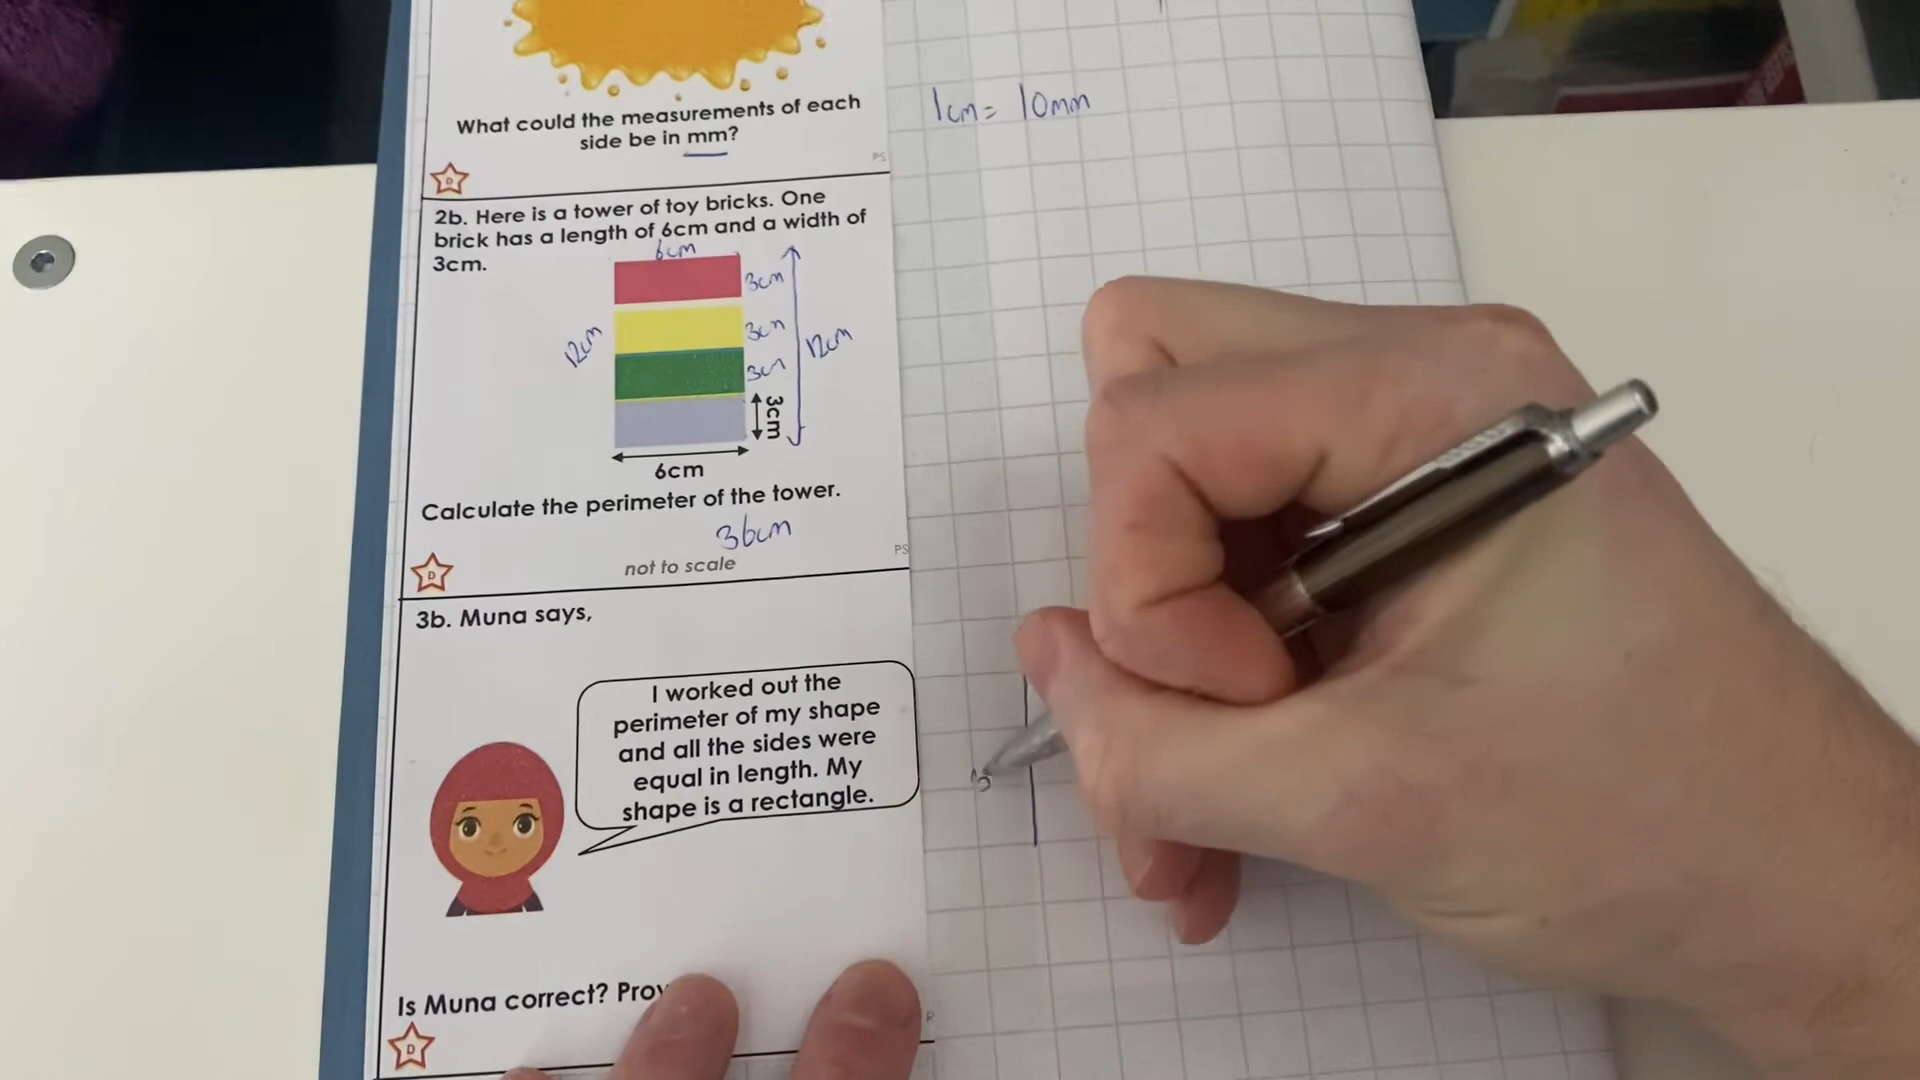 What could the measurements of each
side be in mm?
PS
D
1cm = 10mm
2b. Here is a tower of toy bricks. One
brick has a length of 6cm and a width of
3cm.
6cm
3cm
3cm
3cm
3cm
12cm
12cm
6cm
Calculate the perimeter of the tower.
36cm
not to scale
PS
D
3b. Muna says,
I worked out the
perimeter of my shape
and all the sides were
equal in length. My
shape is a rectangle.
Is Muna correct?
R
D